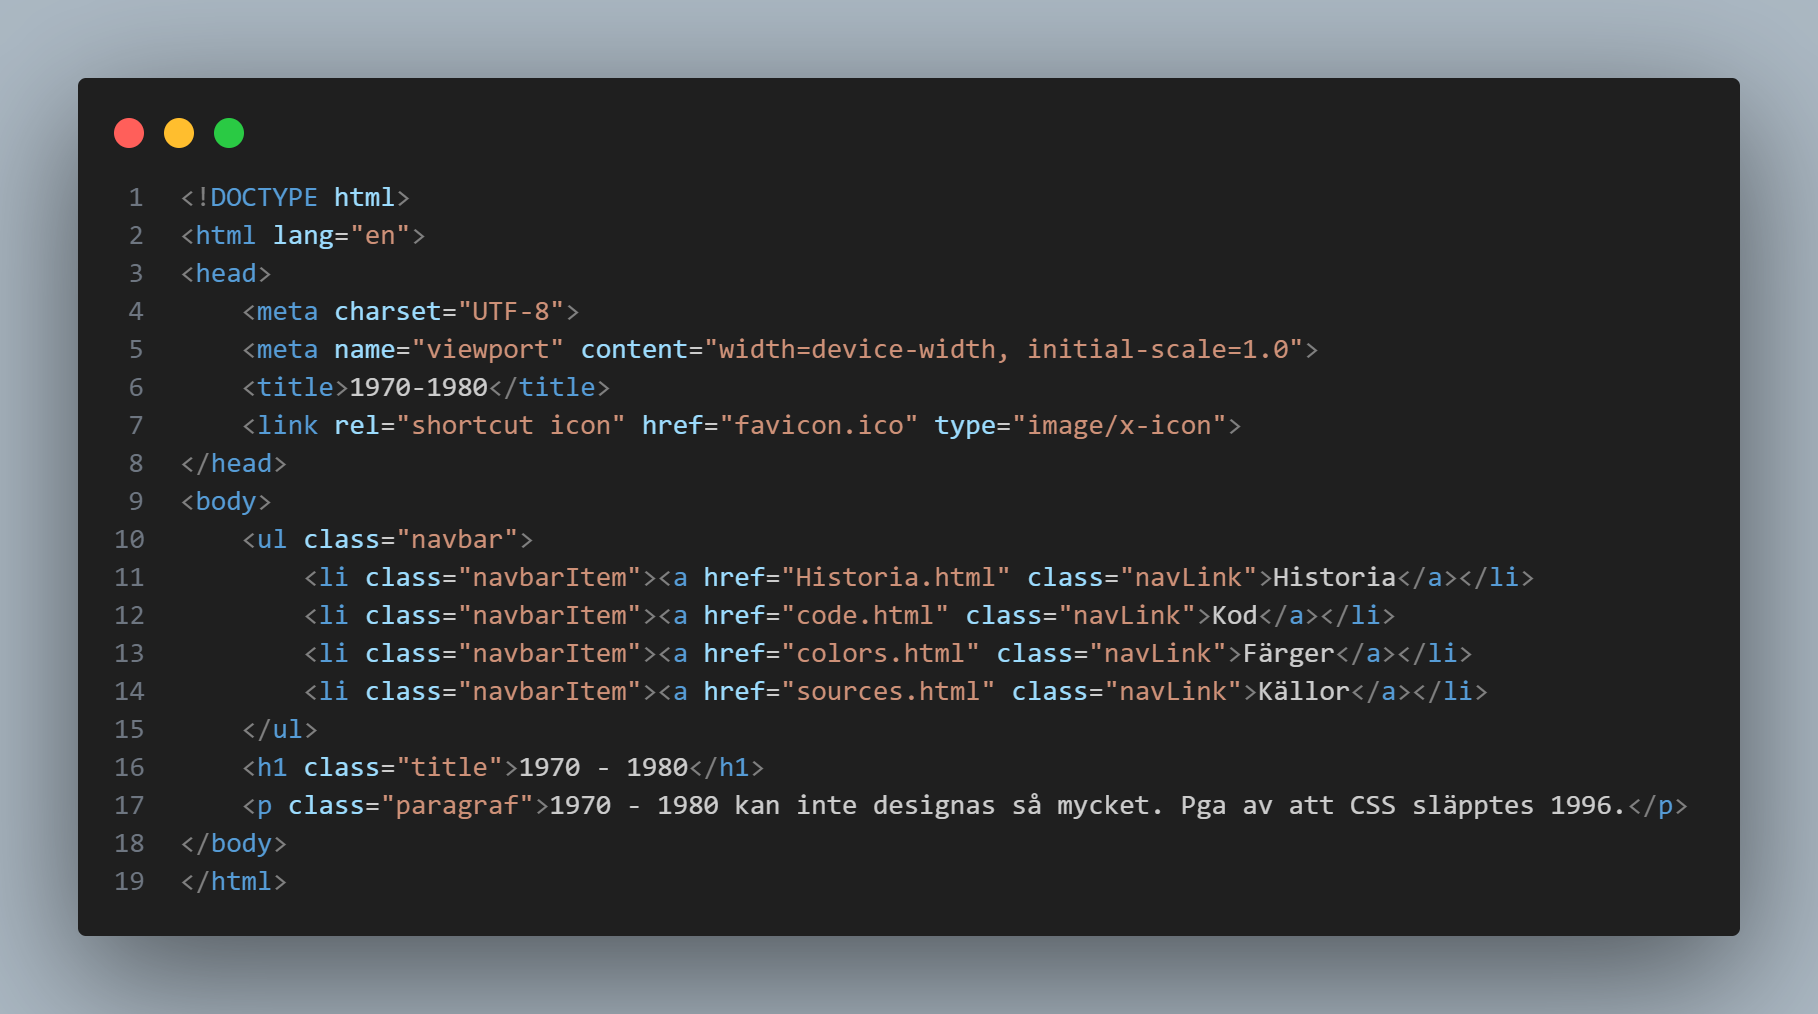 1 <!DOCTYPE html>
2 <html lang="en">
3 <head>
4     <meta charset="UTF-8">
5     <meta name="viewport" content="width=device-width, initial-scale=1.0">
6     <title>1970-1980</title>
7     <link rel="shortcut icon" href="favicon.ico" type="image/x-icon">
8 </head>
9 <body>
10     <ul class="navbar">
11         <li class="navbarItem"><a href="Historia.html" class="navLink">Historia</a></li>
12         <li class="navbarItem"><a href="code.html" class="navLink">Kod</a></li>
13         <li class="navbarItem"><a href="colors.html" class="navLink">Färger</a></li>
14         <li class="navbarItem"><a href="sources.html" class="navLink">Källor</a></li>
15     </ul>
16     <h1 class="title">1970 - 1980</h1>
17     <p class="paragraf">1970 - 1980 kan inte designas så mycket. Pga av att CSS släpptes 1996.</p>
18 </body>
19 </html>